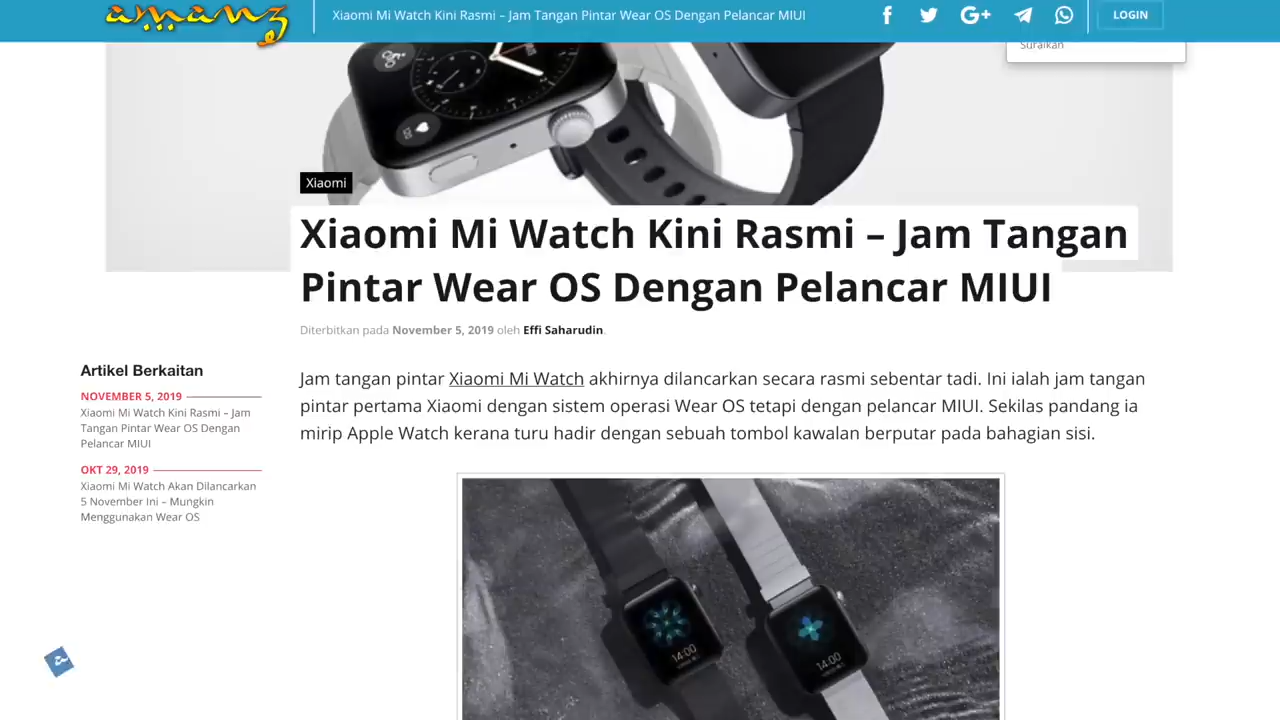 amanz
Xiaomi Mi Watch Kini Rasmi – Jam Tangan Pintar Wear OS Dengan Pelancar MIUI
LOGIN
Suraikan
Xiaomi
Xiaomi Mi Watch Kini Rasmi – Jam Tangan
Pintar Wear OS Dengan Pelancar MIUI
Diterbitkan pada November 5, 2019 oleh Effi Saharudin.
Artikel Berkaitan
NOVEMBER 5, 2019
Xiaomi Mi Watch Kini Rasmi – Jam
Tangan Pintar Wear OS Dengan
Pelancar MIUI
OKT 29, 2019
Xiaomi Mi Watch Akan Dilancarkan
5 November Ini – Mungkin
Menggunakan Wear OS
Jam tangan pintar Xiaomi Mi Watch akhirnya dilancarkan secara rasmi sebentar tadi. Ini ialah jam tangan
pintar pertama Xiaomi dengan sistem operasi Wear OS tetapi dengan pelancar MIUI. Sekilas pandang ia
mirip Apple Watch kerana turu hadir dengan sebuah tombol kawalan berputar pada bahagian sisi.
14:00
14:00